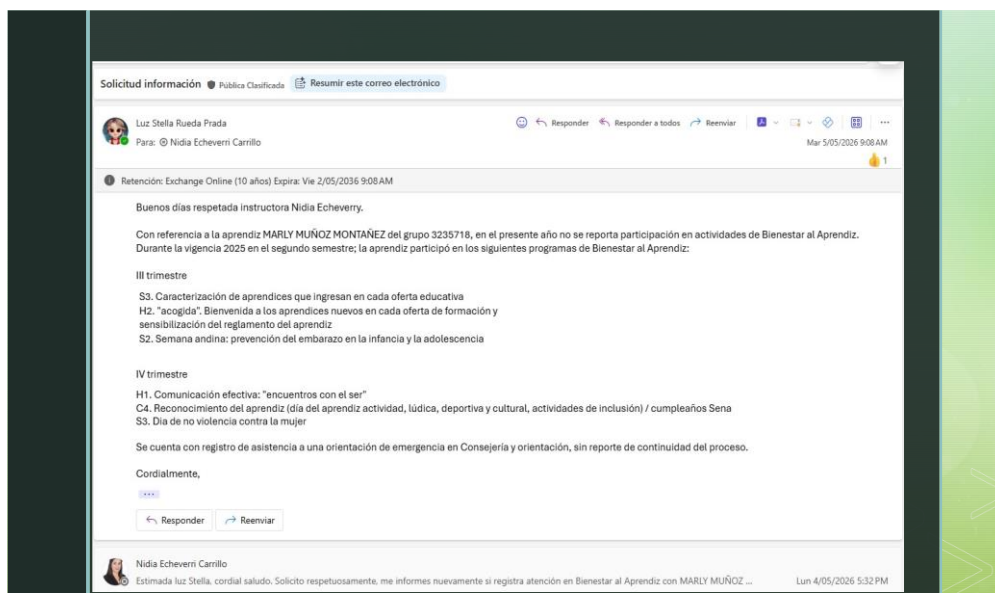 Solicitud información Pública Clasificada Resumir este correo electrónico
Luz Stella Rueda Prada
Responder Responder a todos Reenviar
Para: Nidia Echeverri Carrillo
Mar 5/05/2026 9:08 AM
1
Retención: Exchange Online (10 años) Expira: Vie 2/05/2036 9:08 AM
Buenos días respetada instructora Nidia Echeverry.
Con referencia a la aprendiz MARLY MUÑOZ MONTAÑEZ del grupo 3235718, en el presente año no se reporta participación en actividades de Bienestar al Aprendiz.
Durante la vigencia 2025 en el segundo semestre; la aprendiz participó en los siguientes programas de Bienestar al Aprendiz:
III trimestre
S3. Caracterización de aprendices que ingresan en cada oferta educativa
H2. "acogida". Bienvenida a los aprendices nuevos en cada oferta de formación y
sensibilización del reglamento del aprendiz
S2. Semana andina: prevención del embarazo en la infancia y la adolescencia
IV trimestre
H1. Comunicación efectiva: "encuentros con el ser"
C4. Reconocimiento del aprendiz (día del aprendiz actividad, lúdica, deportiva y cultural, actividades de inclusión) / cumpleaños Sena
S3. Dia de no violencia contra la mujer
Se cuenta con registro de asistencia a una orientación de emergencia en Consejería y orientación, sin reporte de continuidad del proceso.
Cordialmente,
...
Responder Reenviar
Nidia Echeverri Carrillo
Estimada luz Stella, cordial saludo. Solicito respetuosamente, me informes nuevamente si registra atención en Bienestar al Aprendiz con MARLY MUÑOZ ... Lun 4/05/2026 5:32 PM